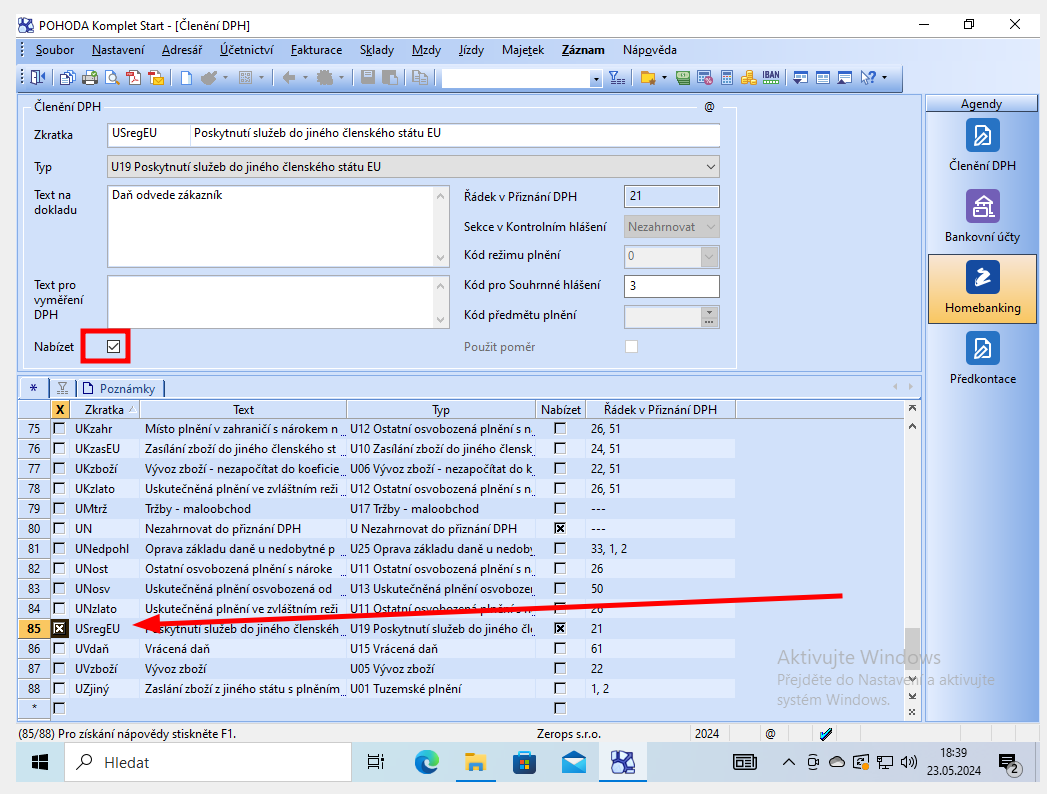 POHODA Komplet Start - [Členění DPH]
Soubor Nastavení Adresář Účetnictví Fakturace Sklady Mzdy Jízdy Majetek Záznam Nápověda
IBAN
Členění DPH @
Zkratka USregEU Poskytnutí služeb do jiného členského státu EU
Typ U19 Poskytnutí služeb do jiného členského státu EU
Text na dokladu Daň odvede zákazník
Řádek v Přiznání DPH 21
Sekce v Kontrolním hlášení Nezahrnovat
Kód režimu plnění 0
Text pro vyměření DPH
Kód pro Souhrnné hlášení 3
Kód předmětu plnění
Nabízet
Použít poměr
* Poznámky
X Zkratka Text Typ Nabízet Řádek v Přiznání DPH
75 UKzahr Místo plnění v zahraničí s nárokem n... U12 Ostatní osvobozená plnění s n... 26, 51
76 UKzasEU Zasílání zboží do jiného členského st... U10 Zasílání zboží do jiného člensk... 24, 51
77 UKzboží Vývoz zboží - nezapočítat do koeficie... U06 Vývoz zboží - nezapočítat do k... 22, 51
78 UKzlato Uskutečněná plnění ve zvláštním reži... U12 Ostatní osvobozená plnění s n... 26, 51
79 UMtrž Tržby - maloobchod U17 Tržby - maloobchod ---
80 UN Nezahrnovat do přiznání DPH U Nezahrnovat do přiznání DPH ---
81 UNedpohl Oprava základu daně u nedobytné p... U25 Oprava základu daně u nedoby... 33, 1, 2
82 UNost Ostatní osvobozená plnění s nároke... U11 Ostatní osvobozená plnění s n... 26
83 UNosv Uskutečněná plnění osvobozená od... U13 Uskutečněná plnění osvobozen... 50
84 UNzlato Uskutečněná plnění ve zvláštním reži... U11 Ostatní osvobozená plnění s n... 26
85 USregEU Poskytnutí služeb do jiného členskéh... U19 Poskytnutí služeb do jiného čl... 21
86 UVdaň Vrácená daň U15 Vrácená daň 61
87 UVzboží Vývoz zboží U05 Vývoz zboží 22
88 UZjiný Zaslání zboží z jiného státu s plněním... U01 Tuzemské plnění 1, 2
*
Agendy
Členění DPH
Bankovní účty
Homebanking
Předkontace
Aktivujte Windows
Přejděte do Nastavení a aktivujte
systém Windows.
(85/88) Pro získání nápovědy stiskněte F1. Zerops s.r.o. 2024 @
Hledat
18:39
23.05.2024
2